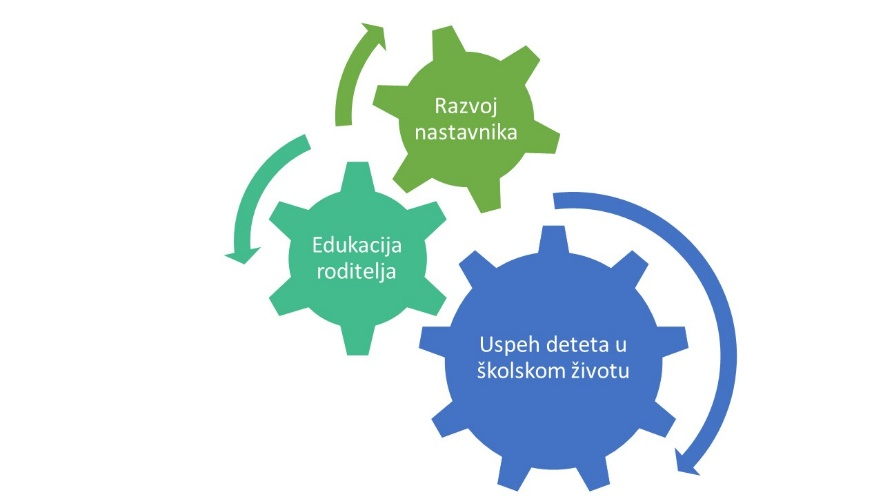 Razvoj
nastavnika
Edukacija
roditelja
Uspeh deteta u
školskom životu